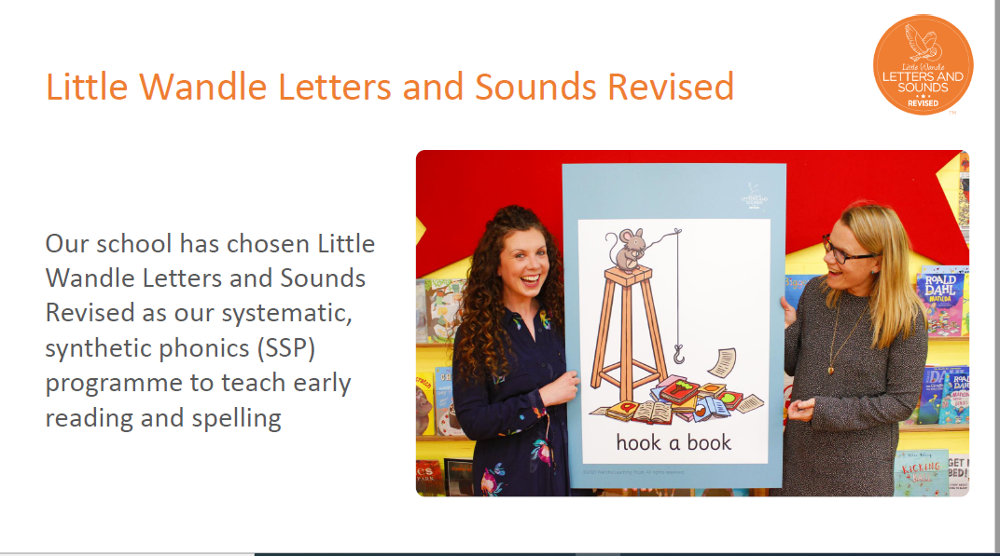 Little Wandle Letters and Sounds Revised
Little Wandle
LETTERS AND
SOUNDS
REVISED
TM
Our school has chosen Little
Wandle Letters and Sounds
Revised as our systematic,
synthetic phonics (SSP)
programme to teach early
reading and spelling
hook a book
ROALD
DAHL
MATILDA
KICKING